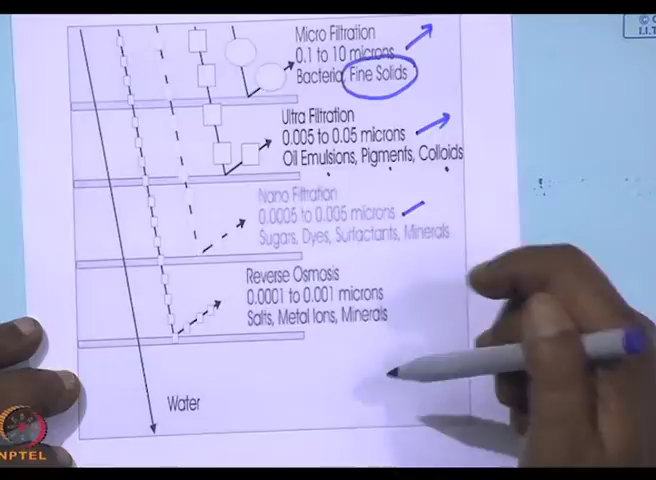 Micro Filtration
0.1 to 10 microns
Bacteria, Fine Solids
Ultra Filtration
0.005 to 0.05 microns
Oil Emulsions, Pigments, Colloids
Nano Filtration
0.0005 to 0.005 microns
Sugars, Dyes, Surfactants, Minerals
Reverse Osmosis
0.0001 to 0.001 microns
Salts, Metal Ions, Minerals
Water
NPTEL